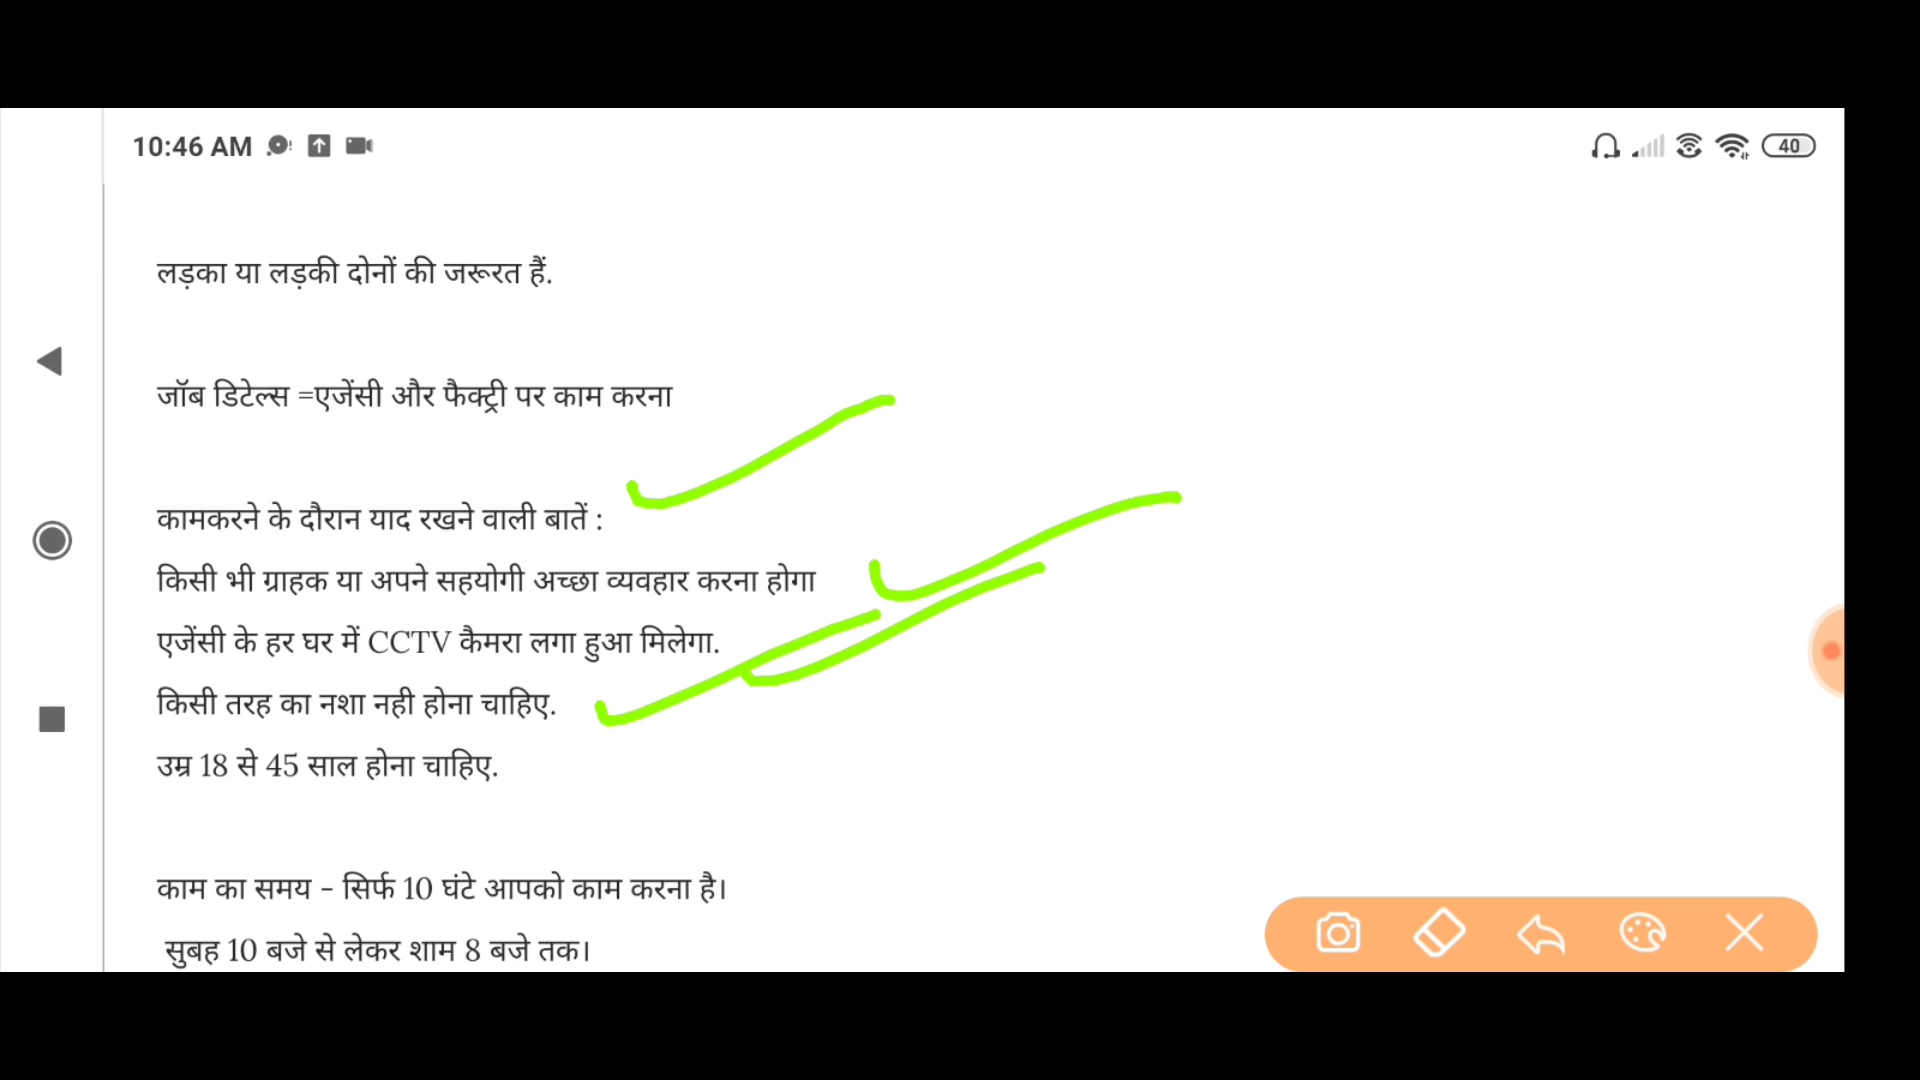 10:46 AM
40
लड़का या लड़की दोनों की जरूरत हैं.
जॉब डिटेल्स =एजेंसी और फैक्ट्री पर काम करना
कामकरने के दौरान याद रखने वाली बातें :
किसी भी ग्राहक या अपने सहयोगी अच्छा व्यवहार करना होगा
एजेंसी के हर घर में CCTV कैमरा लगा हुआ मिलेगा.
किसी तरह का नशा नही होना चाहिए.
उम्र 18 से 45 साल होना चाहिए.
काम का समय - सिर्फ 10 घंटे आपको काम करना है।
सुबह 10 बजे से लेकर शाम 8 बजे तक।